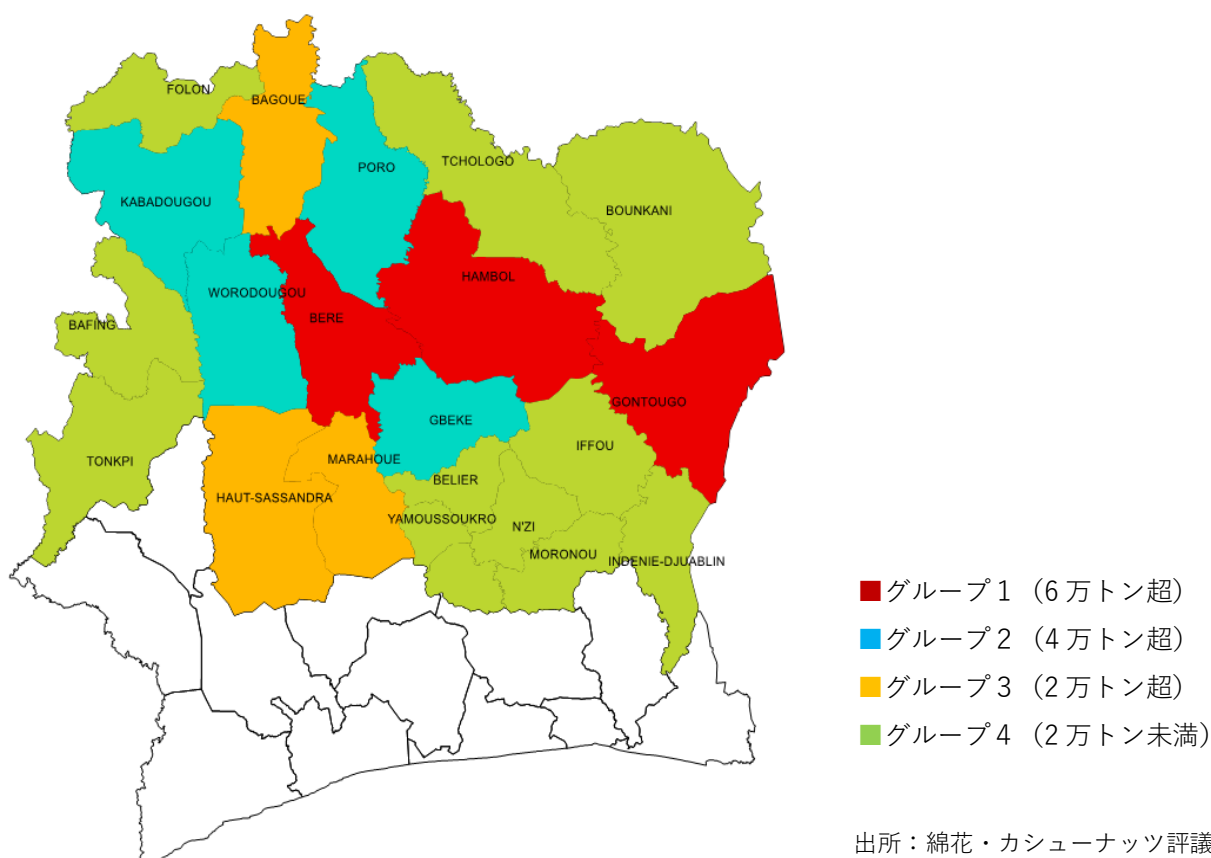 FOLON
BAGOUE
PORO
TCHOLOGO
KABADOUGOU
BOUNKANI
HAMBOL
WORODOUGOU
BERE
BAFING
GONTOUGO
GBEKE
IFFOU
TONKPI
MARAHOUE
BELIER
HAUT-SASSANDRA
YAMOUSSOUKRO
N'ZI
MORONOU
INDENIE-DJUABLIN
■グループ1（6万トン超）
■グループ2（4万トン超）
■グループ3（2万トン超）
■グループ4（2万トン未満）
出所：綿花・カシューナッツ評議